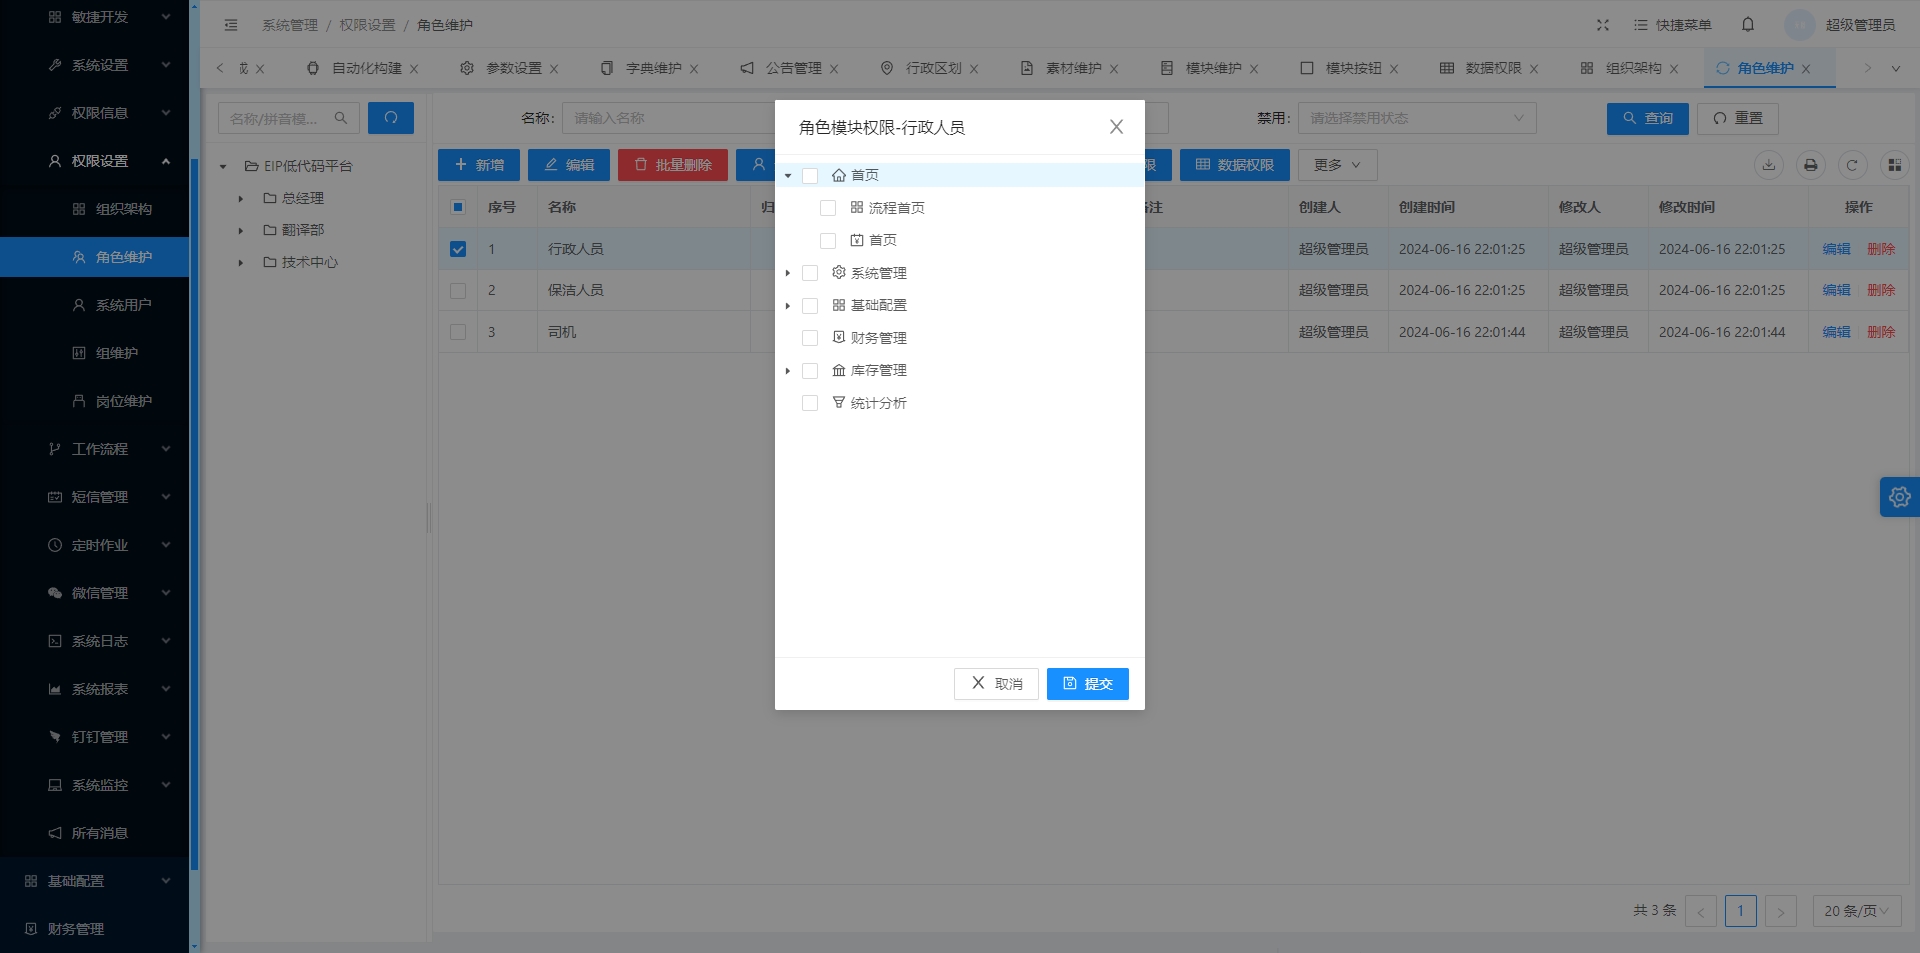 敏捷开发
系统设置
权限信息
权限设置
组织架构
角色维护
系统用户
组维护
岗位维护
工作流程
短信管理
定时作业
微信管理
系统日志
系统报表
钉钉管理
系统监控
所有消息
基础配置
财务管理
系统管理 / 权限设置 / 角色维护
快捷菜单
超级管理员
自动化构建
参数设置
字典维护
公告管理
行政区划
素材维护
模块维护
模块按钮
数据权限
组织架构
角色维护
名称/拼音模...
EIP低代码平台
总经理
翻译部
技术中心
名称: 请输入名称
禁用: 请选择禁用状态
查询
重置
新增
编辑
批量删除
限
数据权限
更多
序号 名称 归 注 创建人 创建时间 修改人 修改时间 操作
1 行政人员 超级管理员 2024-06-16 22:01:25 超级管理员 2024-06-16 22:01:25 编辑 删除
2 保洁人员 超级管理员 2024-06-16 22:01:25 超级管理员 2024-06-16 22:01:25 编辑 删除
3 司机 超级管理员 2024-06-16 22:01:44 超级管理员 2024-06-16 22:01:44 编辑 删除
共 3 条
1
20 条/页
角色模块权限-行政人员
首页
流程首页
首页
系统管理
基础配置
财务管理
库存管理
统计分析
取消
提交